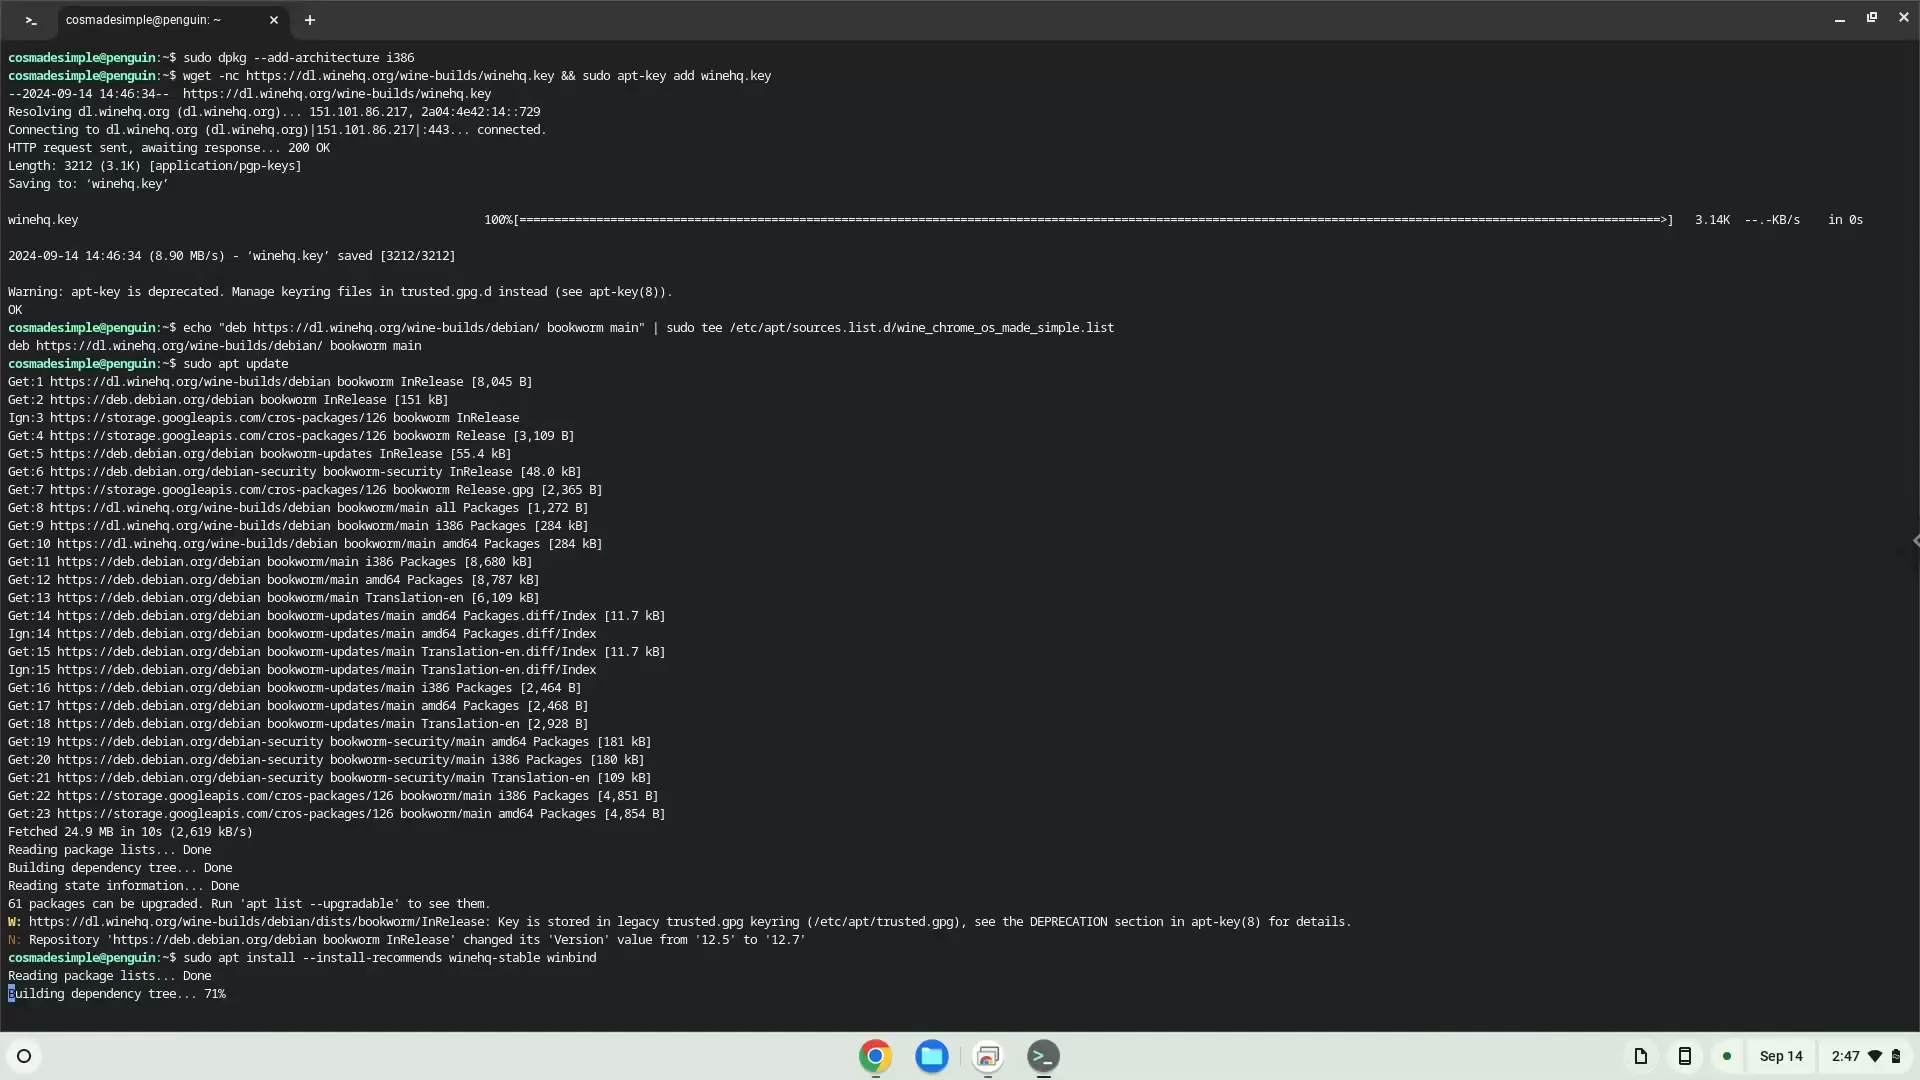 >_ cosmadesimple@penguin: ~
cosmadesimple@penguin:~$ sudo dpkg --add-architecture i386
cosmadesimple@penguin:~$ wget -nc https://dl.winehq.org/wine-builds/winehq.key && sudo apt-key add winehq.key
--2024-09-14 14:46:34--  https://dl.winehq.org/wine-builds/winehq.key
Resolving dl.winehq.org (dl.winehq.org)... 151.101.86.217, 2a04:4e42:14::729
Connecting to dl.winehq.org (dl.winehq.org)|151.101.86.217|:443... connected.
HTTP request sent, awaiting response... 200 OK
Length: 3212 (3.1K) [application/pgp-keys]
Saving to: ‘winehq.key’
winehq.key 100%[===================================================================================================================================================================>] 3.14K --.-KB/s in 0s
2024-09-14 14:46:34 (8.90 MB/s) - ‘winehq.key’ saved [3212/3212]
Warning: apt-key is deprecated. Manage keyring files in trusted.gpg.d instead (see apt-key(8)).
OK
cosmadesimple@penguin:~$ echo "deb https://dl.winehq.org/wine-builds/debian/ bookworm main" | sudo tee /etc/apt/sources.list.d/wine_chrome_os_made_simple.list
deb https://dl.winehq.org/wine-builds/debian/ bookworm main
cosmadesimple@penguin:~$ sudo apt update
Get:1 https://dl.winehq.org/wine-builds/debian bookworm InRelease [8,045 B]
Get:2 https://deb.debian.org/debian bookworm InRelease [151 kB]
Ign:3 https://storage.googleapis.com/cros-packages/126 bookworm InRelease
Get:4 https://storage.googleapis.com/cros-packages/126 bookworm Release [3,109 B]
Get:5 https://deb.debian.org/debian bookworm-updates InRelease [55.4 kB]
Get:6 https://deb.debian.org/debian-security bookworm-security InRelease [48.0 kB]
Get:7 https://storage.googleapis.com/cros-packages/126 bookworm Release.gpg [2,365 B]
Get:8 https://dl.winehq.org/wine-builds/debian bookworm/main all Packages [1,272 B]
Get:9 https://dl.winehq.org/wine-builds/debian bookworm/main i386 Packages [284 kB]
Get:10 https://dl.winehq.org/wine-builds/debian bookworm/main amd64 Packages [284 kB]
Get:11 https://deb.debian.org/debian bookworm/main i386 Packages [8,680 kB]
Get:12 https://deb.debian.org/debian bookworm/main amd64 Packages [8,787 kB]
Get:13 https://deb.debian.org/debian bookworm/main Translation-en [6,109 kB]
Get:14 https://deb.debian.org/debian bookworm-updates/main amd64 Packages.diff/Index [11.7 kB]
Ign:14 https://deb.debian.org/debian bookworm-updates/main amd64 Packages.diff/Index
Get:15 https://deb.debian.org/debian bookworm-updates/main Translation-en.diff/Index [11.7 kB]
Ign:15 https://deb.debian.org/debian bookworm-updates/main Translation-en.diff/Index
Get:16 https://deb.debian.org/debian bookworm-updates/main i386 Packages [2,464 B]
Get:17 https://deb.debian.org/debian bookworm-updates/main amd64 Packages [2,468 B]
Get:18 https://deb.debian.org/debian bookworm-updates/main Translation-en [2,928 B]
Get:19 https://deb.debian.org/debian-security bookworm-security/main amd64 Packages [181 kB]
Get:20 https://deb.debian.org/debian-security bookworm-security/main i386 Packages [180 kB]
Get:21 https://deb.debian.org/debian-security bookworm-security/main Translation-en [109 kB]
Get:22 https://storage.googleapis.com/cros-packages/126 bookworm/main i386 Packages [4,851 B]
Get:23 https://storage.googleapis.com/cros-packages/126 bookworm/main amd64 Packages [4,854 B]
Fetched 24.9 MB in 10s (2,619 kB/s)
Reading package lists... Done
Building dependency tree... Done
Reading state information... Done
61 packages can be upgraded. Run 'apt list --upgradable' to see them.
W: https://dl.winehq.org/wine-builds/debian/dists/bookworm/InRelease: Key is stored in legacy trusted.gpg keyring (/etc/apt/trusted.gpg), see the DEPRECATION section in apt-key(8) for details.
N: Repository 'https://deb.debian.org/debian bookworm InRelease' changed its 'Version' value from '12.5' to '12.7'
cosmadesimple@penguin:~$ sudo apt install --install-recommends winehq-stable winbind
Reading package lists... Done
Building dependency tree... 71%
>_ Sep 14 2:47